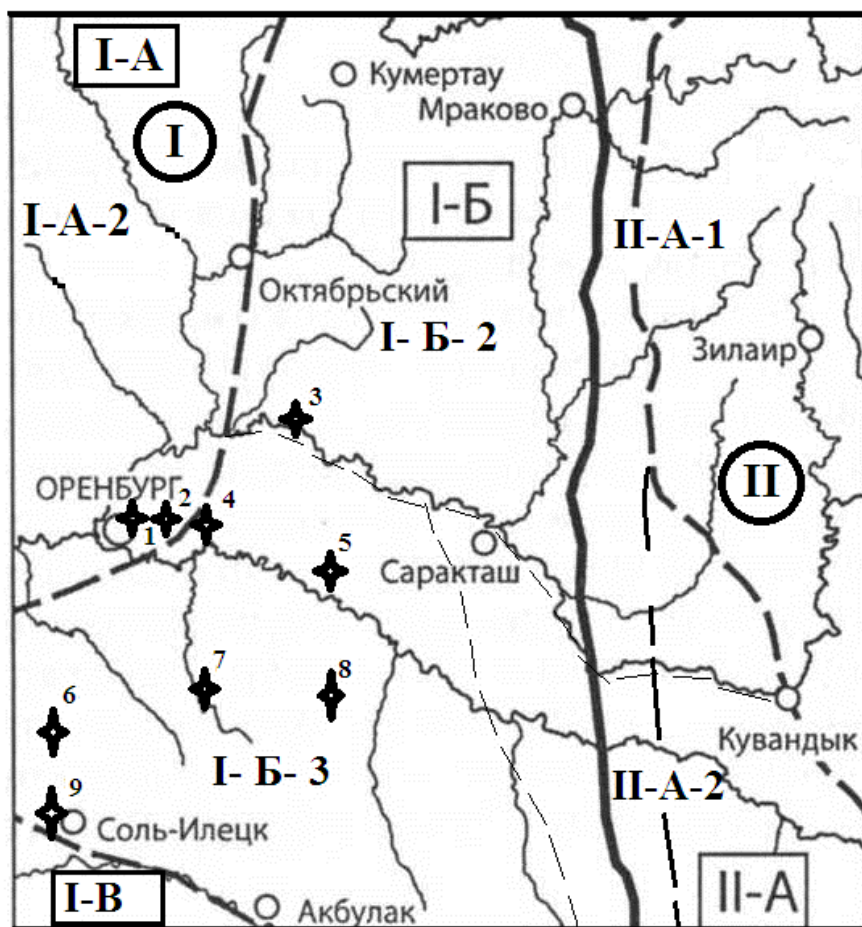 I-А
Кумертау
Мраково
I
I-Б
I-А-2
II-А-1
Октябрьский
I- Б- 2
Зилаир
3
ОРЕНБУРГ
II
2
4
1
5
Саракташ
7
8
6
Кувандык
I- Б- 3
9
II-А-2
Соль-Илецк
I-В
Акбулак
II-А